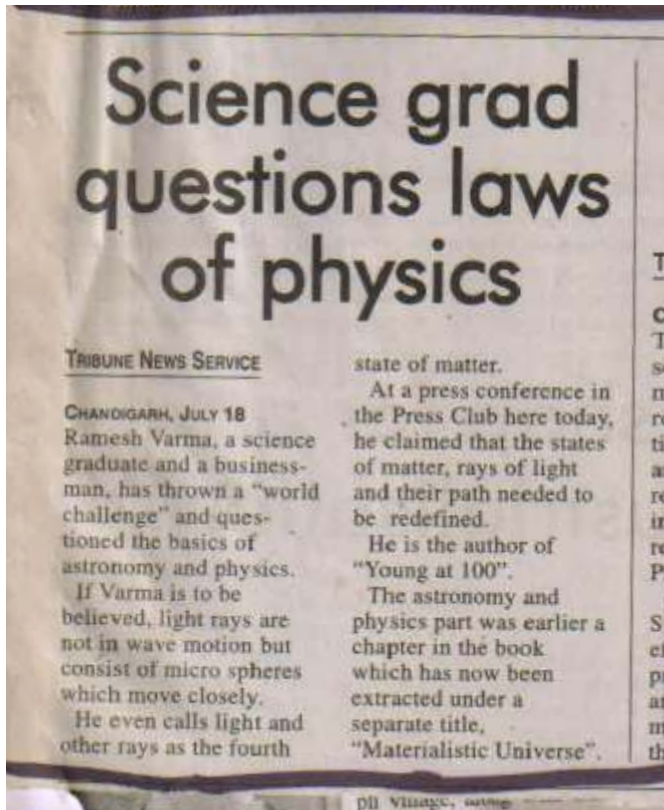 Science grad
questions laws
of physics
TRIBUNE NEWS SERVICE
CHANDIGARH, JULY 18
Ramesh Varma, a science
graduate and a business-
man, has thrown a "world
challenge" and ques-
tioned the basics of
astronomy and physics.
If Varma is to be
believed, light rays are
not in wave motion but
consist of micro spheres
which move closely.
He even calls light and
other rays as the fourth
state of matter.
At a press conference in
the Press Club here today,
he claimed that the states
of matter, rays of light
and their path needed to
be redefined.
He is the author of
"Young at 100".
The astronomy and
physics part was earlier a
chapter in the book
which has now been
extracted under a
separate title,
"Materialistic Universe".